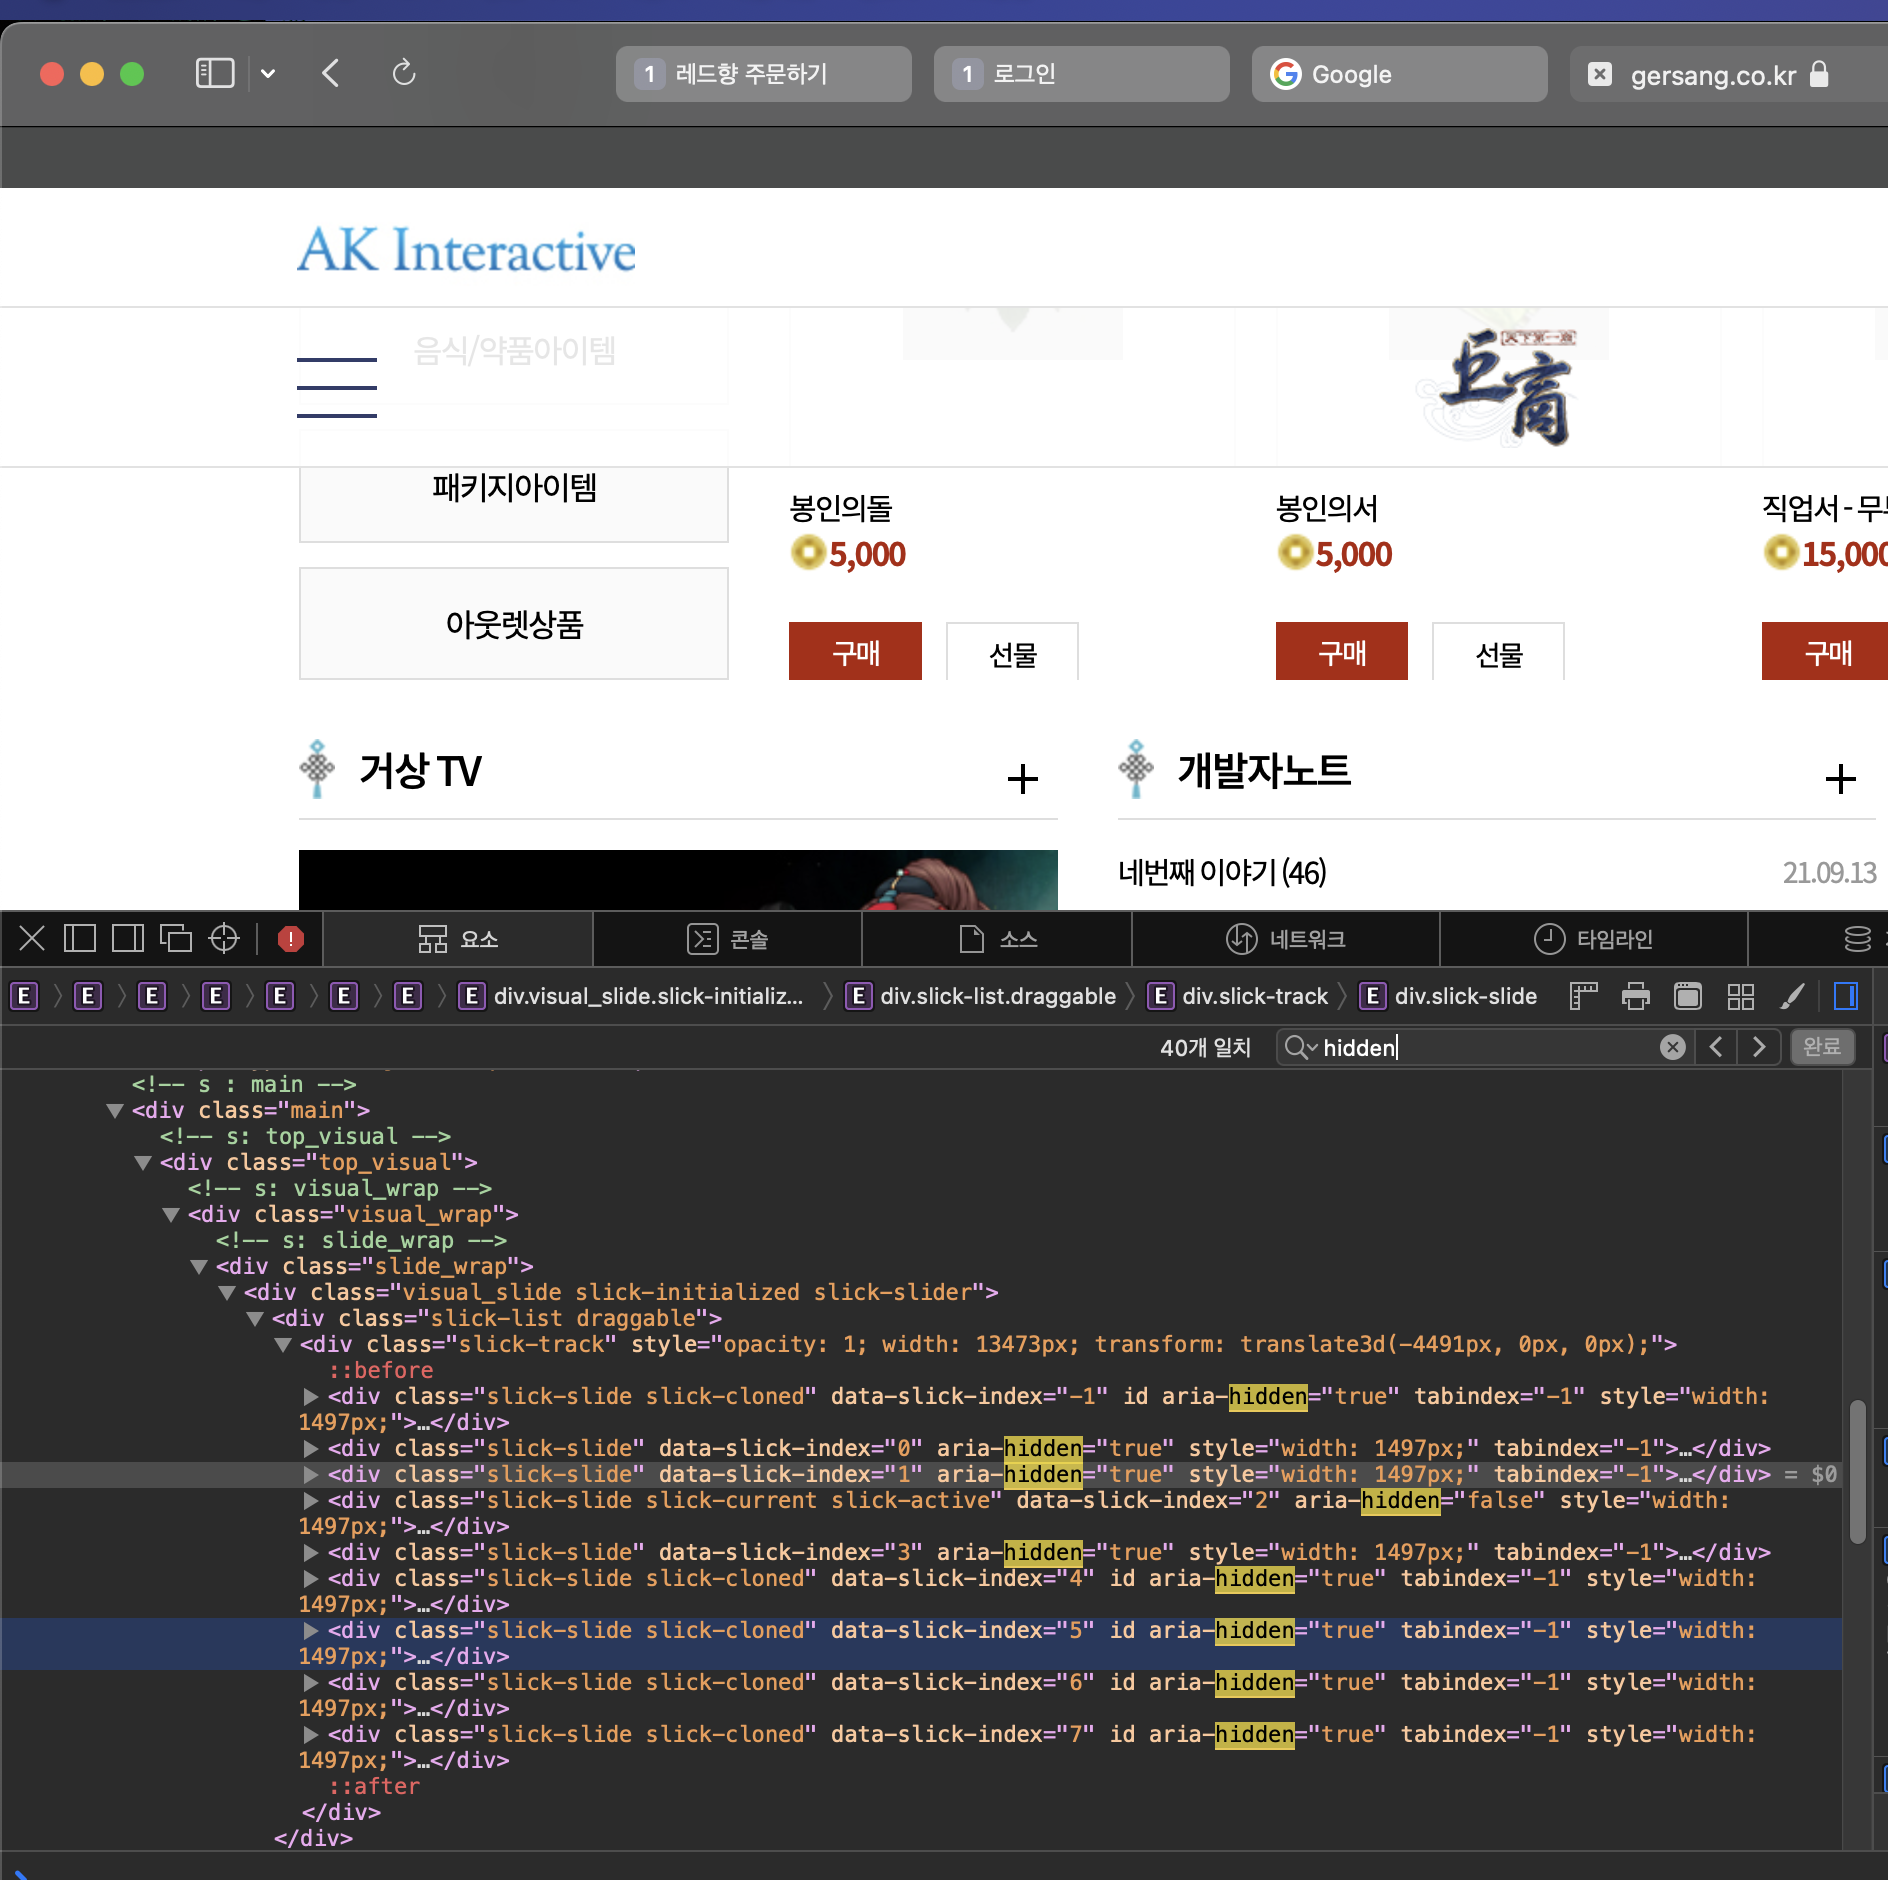 1 레드향 주문하기
1 로그인
Google
gersang.co.kr
AK Interactive
음식/약품아이템
天下第一商
巨商
패키지아이템
봉인의돌
5,000
봉인의서
5,000
직업서 - 무
15,000
아웃렛상품
구매
선물
구매
선물
구매
거상 TV
+
개발자노트
+
네번째 이야기 (46)
21.09.13
요소
콘솔
소스
네트워크
타임라인
E E E E E E E E div.visual_slide.slick-initializ... E div.slick-list.draggable E div.slick-track E div.slick-slide
40개 일치
hidden
완료
<!-- s : main -->
<div class="main">
<!-- s: top_visual -->
<div class="top_visual">
<!-- s: visual_wrap -->
<div class="visual_wrap">
<!-- s: slide_wrap -->
<div class="slide_wrap">
<div class="visual_slide slick-initialized slick-slider">
<div class="slick-list draggable">
<div class="slick-track" style="opacity: 1; width: 13473px; transform: translate3d(-4491px, 0px, 0px);">
::before
<div class="slick-slide slick-cloned" data-slick-index="-1" id aria-hidden="true" tabindex="-1" style="width:
1497px;">…</div>
<div class="slick-slide" data-slick-index="0" aria-hidden="true" style="width: 1497px;" tabindex="-1">…</div>
<div class="slick-slide" data-slick-index="1" aria-hidden="true" style="width: 1497px;" tabindex="-1">…</div> = $0
<div class="slick-slide slick-current slick-active" data-slick-index="2" aria-hidden="false" style="width:
1497px;">…</div>
<div class="slick-slide" data-slick-index="3" aria-hidden="true" style="width: 1497px;" tabindex="-1">…</div>
<div class="slick-slide slick-cloned" data-slick-index="4" id aria-hidden="true" tabindex="-1" style="width:
1497px;">…</div>
<div class="slick-slide slick-cloned" data-slick-index="5" id aria-hidden="true" tabindex="-1" style="width:
1497px;">…</div>
<div class="slick-slide slick-cloned" data-slick-index="6" id aria-hidden="true" tabindex="-1" style="width:
1497px;">…</div>
<div class="slick-slide slick-cloned" data-slick-index="7" id aria-hidden="true" tabindex="-1" style="width:
1497px;">…</div>
::after
</div>
</div>